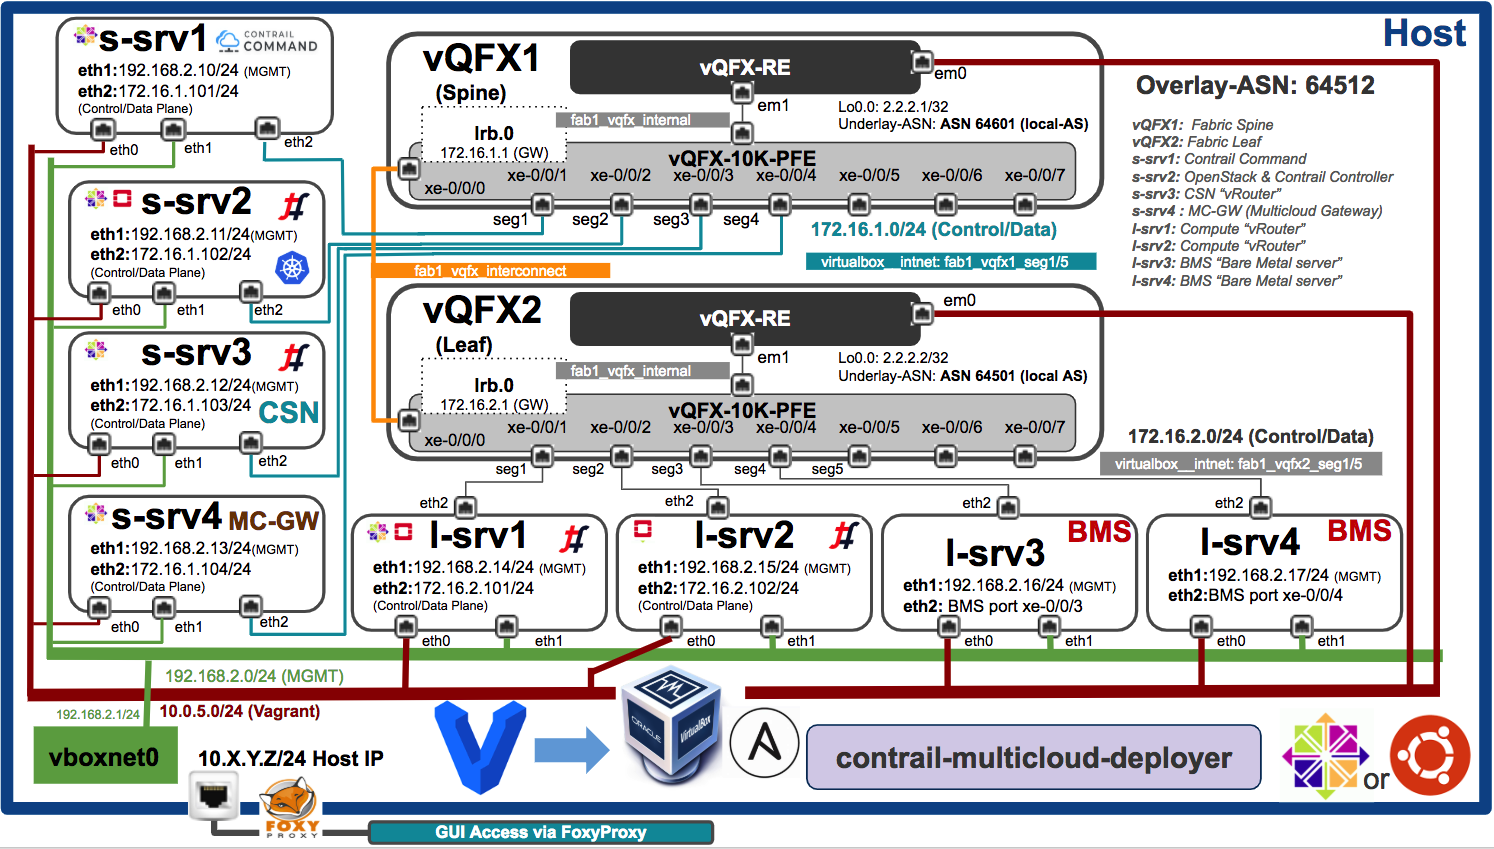 Host
s-srv1
CONTRAIL
COMMAND
eth1:192.168.2.10/24 (MGMT)
eth2:172.16.1.101/24
(Control/Data Plane)
eth0
eth1
eth2
s-srv2
eth1:192.168.2.11/24(MGMT)
eth2:172.16.1.102/24
(Control/Data Plane)
eth0
eth1
eth2
s-srv3
eth1:192.168.2.12/24(MGMT)
eth2:172.16.1.103/24
CSN
(Control/Data Plane)
eth0
eth1
eth2
s-srv4 MC-GW
eth1:192.168.2.13/24(MGMT)
eth2:172.16.1.104/24
(Control/Data Plane)
eth0
eth1
eth2
vQFX1
(Spine)
vQFX-RE
em0
em1
fab1_vqfx_internal
Lo0.0: 2.2.2.1/32
Underlay-ASN: ASN 64601 (local-AS)
Irb.0
172.16.1.1 (GW)
vQFX-10K-PFE
xe-0/0/0
xe-0/0/1
xe-0/0/2
xe-0/0/3
xe-0/0/4
xe-0/0/5
xe-0/0/6
xe-0/0/7
seg1
seg2
seg3
seg4
172.16.1.0/24 (Control/Data)
virtualbox__intnet: fab1_vqfx1_seg1/5
fab1_vqfx_interconnect
vQFX2
(Leaf)
vQFX-RE
em0
em1
fab1_vqfx_internal
Lo0.0: 2.2.2.2/32
Underlay-ASN: ASN 64501 (local AS)
Irb.0
172.16.2.1 (GW)
vQFX-10K-PFE
xe-0/0/0
xe-0/0/1
xe-0/0/2
xe-0/0/3
xe-0/0/4
xe-0/0/5
xe-0/0/6
xe-0/0/7
seg1
seg2
seg3
seg4
seg5
172.16.2.0/24 (Control/Data)
virtualbox__intnet: fab1_vqfx2_seg1/5
Overlay-ASN: 64512
vQFX1: Fabric Spine
vQFX2: Fabric Leaf
s-srv1: Contrail Command
s-srv2: OpenStack & Contrail Controller
s-srv3: CSN “vRouter”
s-srv4 : MC-GW (Multicloud Gateway)
l-srv1: Compute “vRouter”
l-srv2: Compute “vRouter”
l-srv3: BMS “Bare Metal server”
l-srv4: BMS “Bare Metal server”
eth2
l-srv1
eth1:192.168.2.14/24 (MGMT)
eth2:172.16.2.101/24
(Control/Data Plane)
eth0
eth1
eth2
l-srv2
eth1:192.168.2.15/24 (MGMT)
eth2:172.16.2.102/24
(Control/Data Plane)
eth0
eth1
eth2
BMS
l-srv3
eth1:192.168.2.16/24 (MGMT)
eth2: BMS port xe-0/0/3
eth0
eth1
eth2
BMS
l-srv4
eth1:192.168.2.17/24 (MGMT)
eth2:BMS port xe-0/0/4
eth0
eth1
192.168.2.0/24 (MGMT)
192.168.2.1/24
10.0.5.0/24 (Vagrant)
vboxnet0
10.X.Y.Z/24 Host IP
ORACLE
VirtualBox
contrail-multicloud-deployer
or
FOXY
PROXY
GUI Access via FoxyProxy